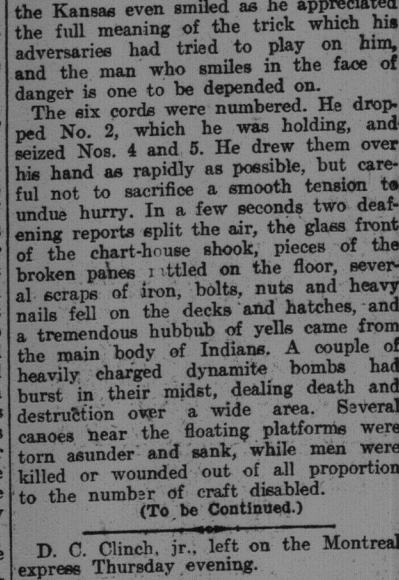 the Kansas even smiled as he appreciated
the full meaning of the trick which his
adversaries had tried to play on him,
and the man who smiles in the face of
danger is one to be depended on.
The six cords were numbered. He drop-
ped No. 2, which he was holding, and
seized Nos. 4 and 5. He drew them over
his hand as rapidly as possible, but care-
ful not to sacrifice a smooth tension to
undue hurry. In a few seconds two deaf-
ening reports split the air, the glass front
of the chart-house shook, pieces of the
broken panes rattled on the floor, sever-
al scraps of iron, bolts, nuts and heavy
nails fell on the decks and hatches, and
a tremendous hubbub of yells came from
the main body of Indians. A couple of
heavily charged dynamite bombs had
burst in their midst, dealing death and
destruction over a wide area. Several
canoes near the floating platforms were
torn asunder and sank, while men were
killed or wounded out of all proportion
to the number of craft disabled.
(To be Continued.)
D. C. Clinch, jr., left on the Montreal
express Thursday evening.